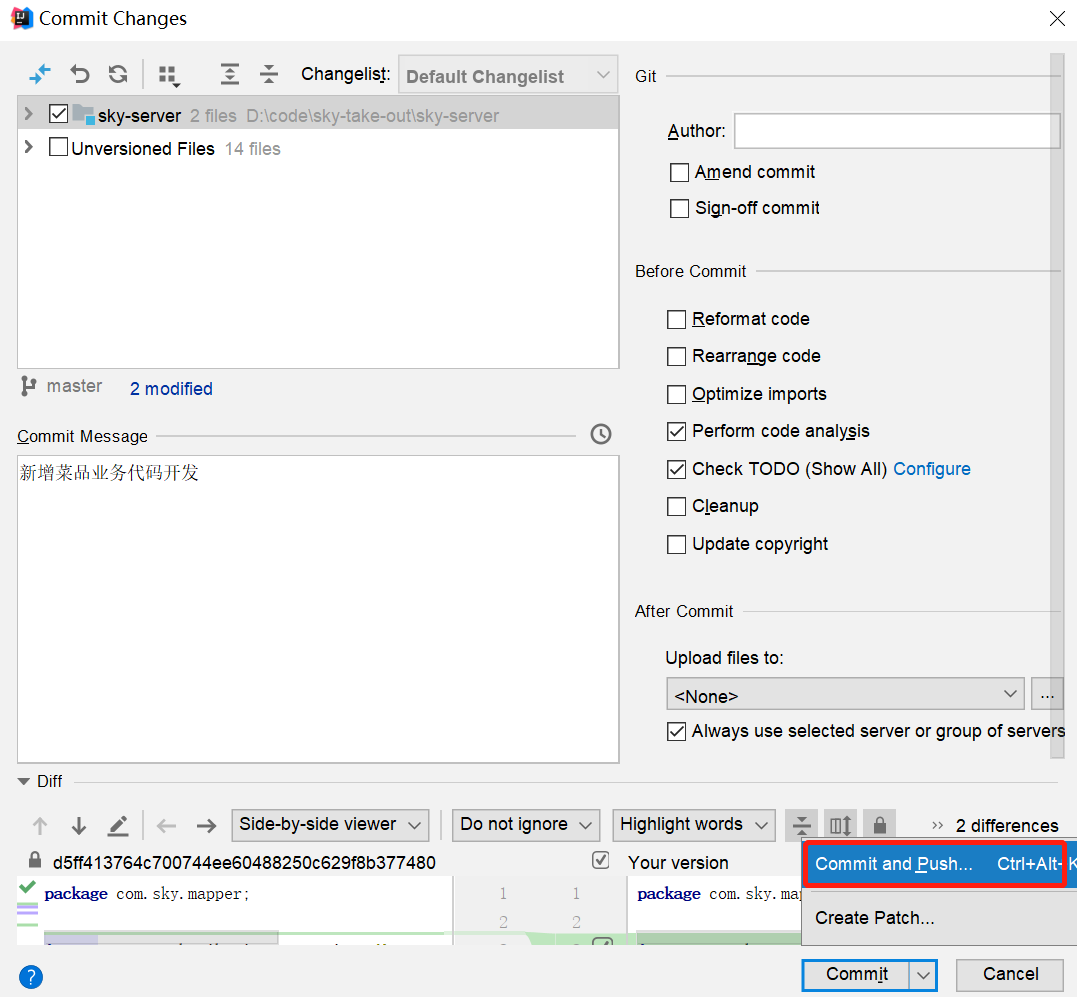 Commit Changes
Changelist: Default Changelist
sky-server 2 files D:\code\sky-take-out\sky-server
Unversioned Files 14 files
master 2 modified
Commit Message
新增菜品业务代码开发
Git
Author:
Amend commit
Sign-off commit
Before Commit
Reformat code
Rearrange code
Optimize imports
Perform code analysis
Check TODO (Show All) Configure
Cleanup
Update copyright
After Commit
Upload files to:
<None> ...
Always use selected server or group of servers
Diff
Side-by-side viewer Do not ignore Highlight words 2 differences
d5ff413764c700744ee60488250c629f8b377480 Your version
package com.sky.mapper; 1 1 package com.sky.map
2 2
Commit and Push... Ctrl+Alt-K
Create Patch...
? Commit Cancel